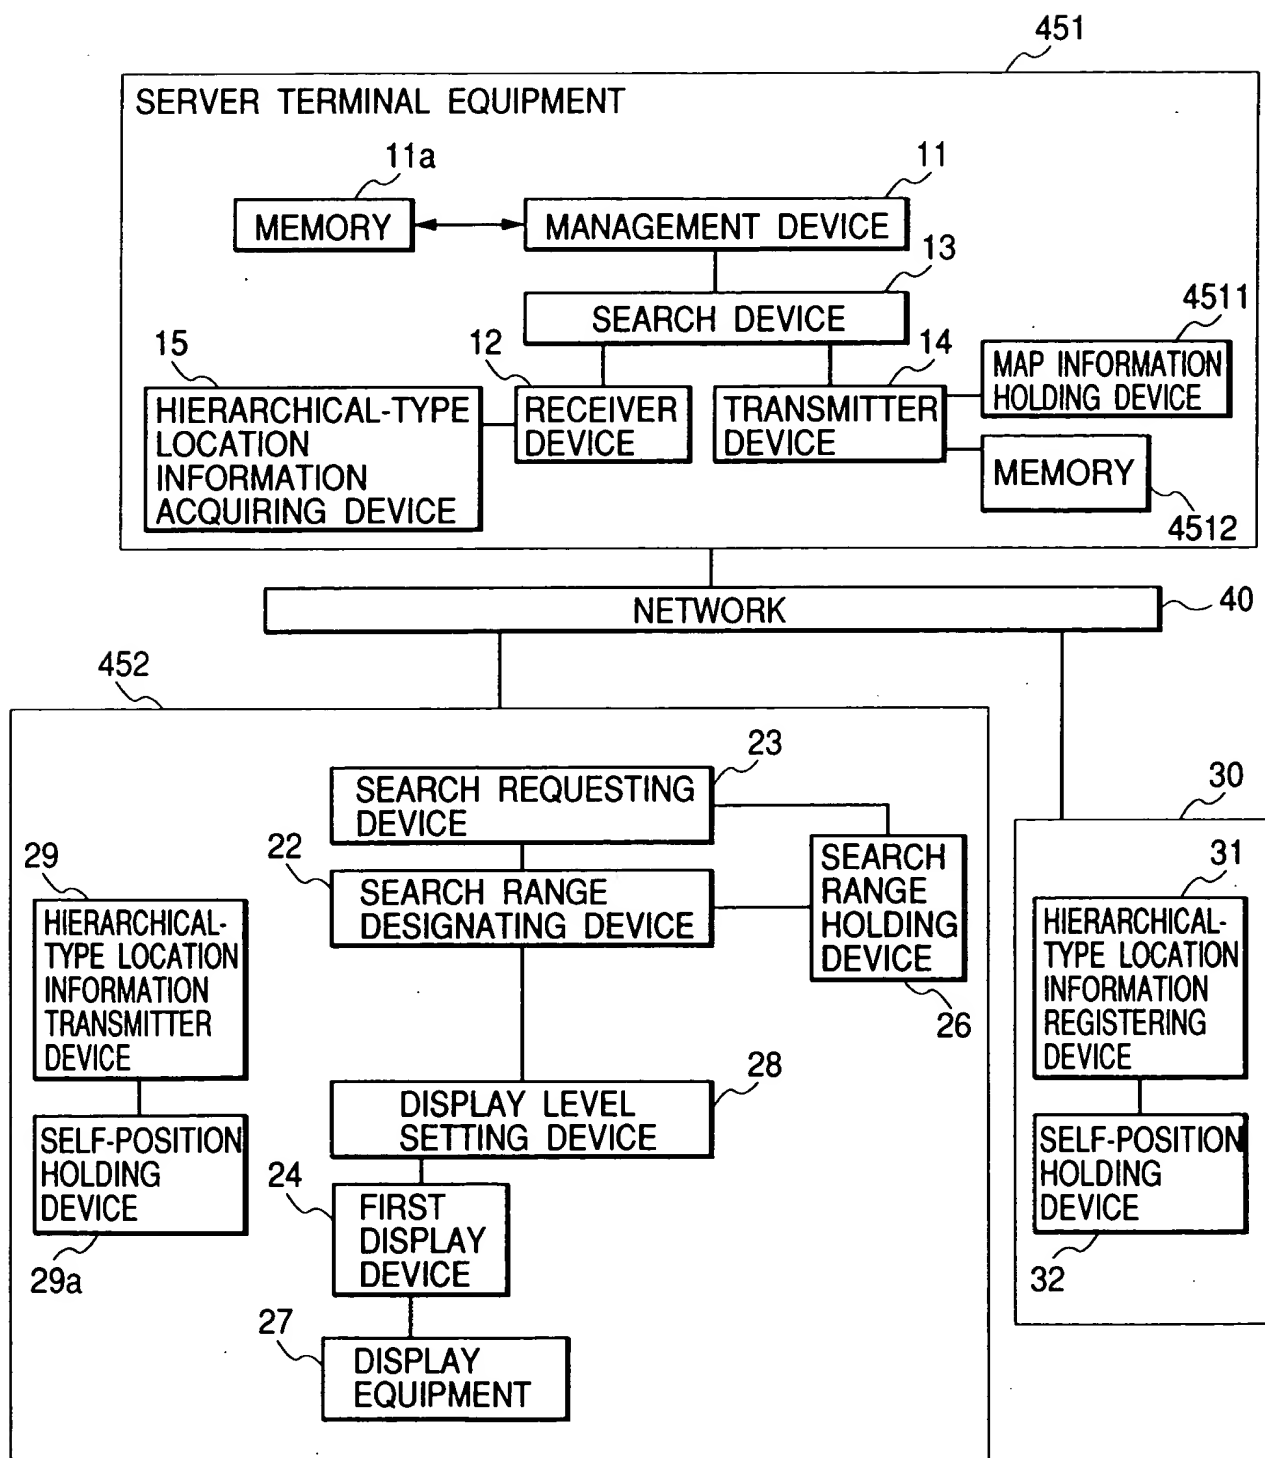 451
SERVER TERMINAL EQUIPMENT
11a
11
MEMORY
MANAGEMENT DEVICE
13
SEARCH DEVICE
4511
15
12
14
MAP INFORMATION
HOLDING DEVICE
HIERARCHICAL-TYPE
LOCATION
INFORMATION
ACQUIRING DEVICE
RECEIVER
DEVICE
TRANSMITTER
DEVICE
MEMORY
4512
NETWORK
40
452
23
SEARCH REQUESTING
DEVICE
30
22
SEARCH RANGE
DESIGNATING DEVICE
SEARCH
RANGE
HOLDING
DEVICE
26
29
HIERARCHICAL-
TYPE LOCATION
INFORMATION
TRANSMITTER
DEVICE
31
HIERARCHICAL-
TYPE LOCATION
INFORMATION
REGISTERING
DEVICE
28
DISPLAY LEVEL
SETTING DEVICE
SELF-POSITION
HOLDING
DEVICE
29a
24
FIRST
DISPLAY
DEVICE
SELF-POSITION
HOLDING
DEVICE
32
27
DISPLAY
EQUIPMENT